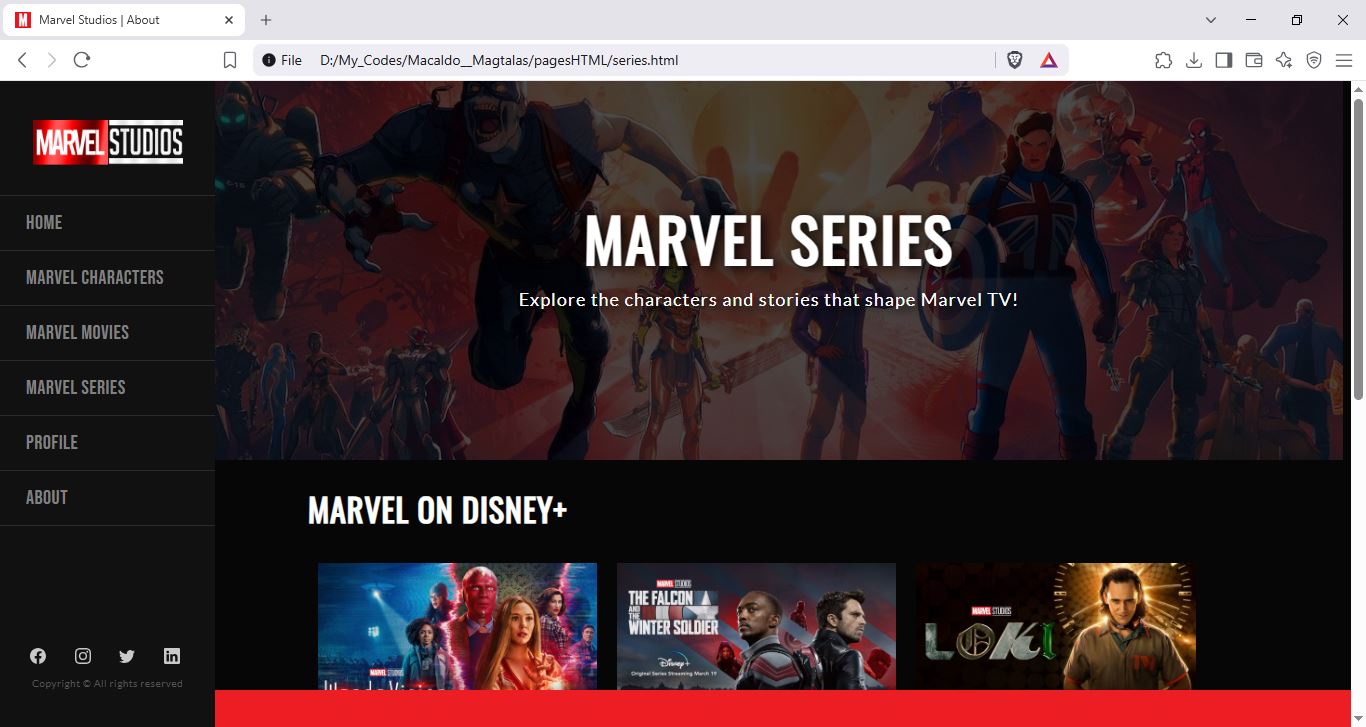 Marvel Studios | About
File
D:/My_Codes/Macaldo__Magtalas/pagesHTML/series.html
MARVEL STUDIOS
HOME
MARVEL CHARACTERS
MARVEL MOVIES
MARVEL SERIES
PROFILE
ABOUT
Copyright © All rights reserved
MARVEL SERIES
Explore the characters and stories that shape Marvel TV!
MARVEL ON DISNEY+
MARVEL STUDIOS
WandaVision
MARVEL STUDIOS
THE FALCON
AND THE
WINTER SOLDIER
Disney+
Original Series Streaming March 19
MARVEL STUDIOS
LOKI